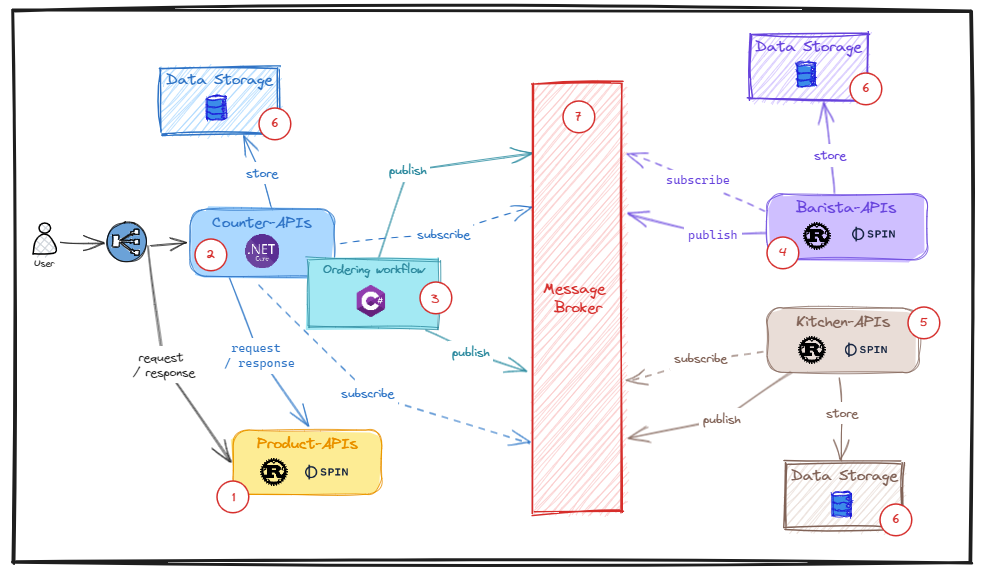 Data Storage
6
store
Counter-APIs
2
.NET
Core
Ordering workflow
C#
3
User
request
/ response
request
/ response
Product-APIs
R
SPIN
1
publish
subscribe
publish
subscribe
7
Message
Broker
Data Storage
6
store
subscribe
publish
Barista-APIs
R
SPIN
4
Kitchen-APIs
R
SPIN
5
subscribe
publish
store
Data Storage
6